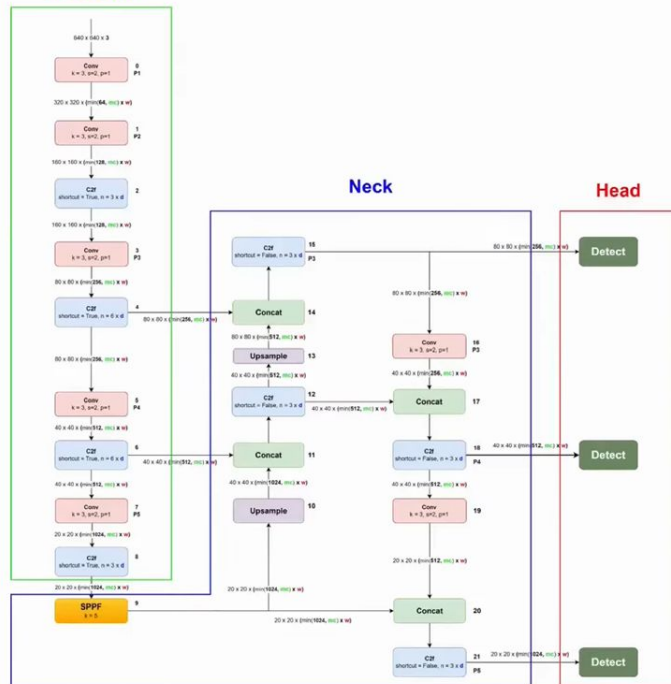 640 x 640 x 3
Conv
k = 3, s=2, p=1
0
P1
320 x 320 x (min(64, mc) x w)
Conv
k = 3, s=2, p=1
1
P2
160 x 160 x (min(128, mc) x w)
C2f
shortcut = True, n = 3 x d
2
160 x 160 x (min(128, mc) x w)
Conv
k = 3, s=2, p=1
3
P3
80 x 80 x (min(256, mc) x w)
C2f
shortcut = True, n = 6 x d
4
80 x 80 x (min(256, mc) x w)
80 x 80 x (min(256, mc) x w)
Conv
k = 3, s=2, p=1
5
P4
40 x 40 x (min(512, mc) x w)
C2f
shortcut = True, n = 6 x d
6
40 x 40 x (min(512, mc) x w)
40 x 40 x (min(512, mc) x w)
Conv
k = 3, s=2, p=1
7
P5
20 x 20 x (min(1024, mc) x w)
C2f
shortcut = True, n = 3 x d
8
20 x 20 x (min(1024, mc) x w)
SPPF
k = 5
9
Neck
C2f
shortcut = False, n = 3 x d
15
P3
Concat
14
80 x 80 x (min(512, mc) x w)
Upsample
13
40 x 40 x (min(512, mc) x w)
C2f
shortcut = False, n = 3 x d
12
40 x 40 x (min(512, mc) x w)
Concat
11
40 x 40 x (min(1024, mc) x w)
Upsample
10
20 x 20 x (min(1024, mc) x w)
20 x 20 x (min(1024, mc) x w)
80 x 80 x (min(256, mc) x w)
80 x 80 x (min(256, mc) x w)
Conv
k = 3, s=2, p=1
16
P3
40 x 40 x (min(256, mc) x w)
Concat
17
C2f
shortcut = False, n = 3 x d
18
P4
40 x 40 x (min(512, mc) x w)
40 x 40 x (min(512, mc) x w)
Conv
k = 3, s=2, p=1
19
20 x 20 x (min(512, mc) x w)
Concat
20
C2f
shortcut = False, n = 3 x d
21
P5
20 x 20 x (min(1024, mc) x w)
Head
Detect
Detect
Detect